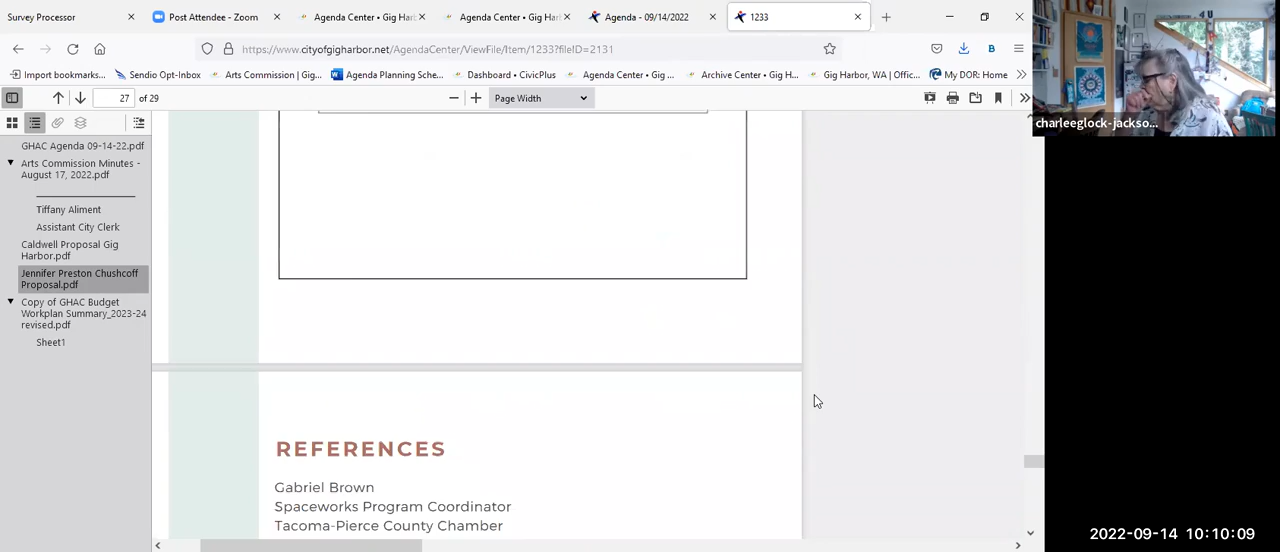 Survey Processor
Post Attendee - Zoom
Agenda Center • Gig Har
Agenda Center • Gig Har
Agenda - 09/14/2022
1233
https://www.cityofgigharbor.net/AgendaCenter/ViewFile/Item/1233?fileID=2131
Import bookmarks...
Sendio Opt-Inbox
Arts Commission | Gig...
Agenda Planning Sche...
Dashboard • CivicPlus
Agenda Center • Gig ...
Archive Center • Gig H...
Gig Harbor, WA | Offic...
My DOR: Home
27 of 29
Page Width
GHAC Agenda 09-14-22.pdf
Arts Commission Minutes -
August 17, 2022.pdf
Tiffany Aliment
Assistant City Clerk
Caldwell Proposal Gig
Harbor.pdf
Jennifer Preston Chushcoff
Proposal.pdf
Copy of GHAC Budget
Workplan Summary_2023-24
revised.pdf
Sheet1
REFERENCES
Gabriel Brown
Spaceworks Program Coordinator
Tacoma-Pierce County Chamber
4U
charleeglock-jackso...
2022-09-14 10:10:09